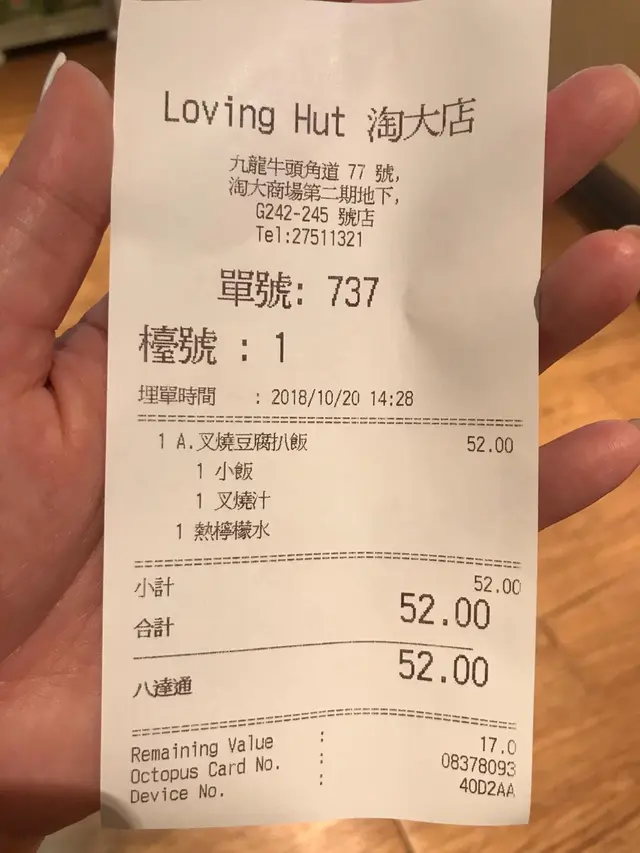 Loving Hut 淘大店
九龍牛頭角道 77 號,
淘大商場第二期地下,
G242-245 號店
Tel:27511321
單號: 737
檯號 : 1
埋單時間 : 2018/10/20 14:28
1 A.叉燒豆腐扒飯 52.00
1 小飯
1 叉燒汁
1 熱檸檬水
小計 52.00
合計 52.00
八達通 52.00
Remaining Value : 17.0
Octopus Card No. : 08378093
Device No. : 40D2AA